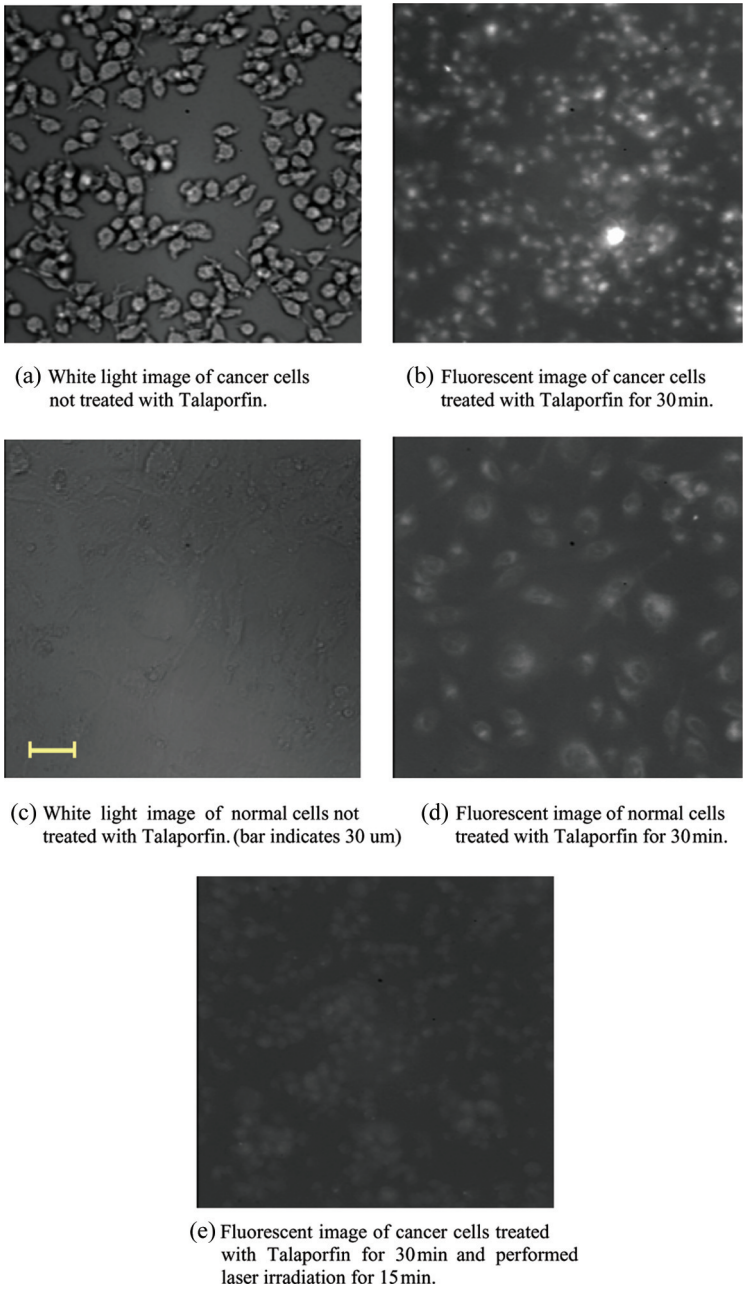 (a) White light image of cancer cells
not treated with Talaporfin.
(b) Fluorescent image of cancer cells
treated with Talaporfin for 30 min.
(c) White light image of normal cells not
treated with Talaporfin. (bar indicates 30 um)
(d) Fluorescent image of normal cells
treated with Talaporfin for 30 min.
(e) Fluorescent image of cancer cells treated
with Talaporfin for 30 min and performed
laser irradiation for 15 min.